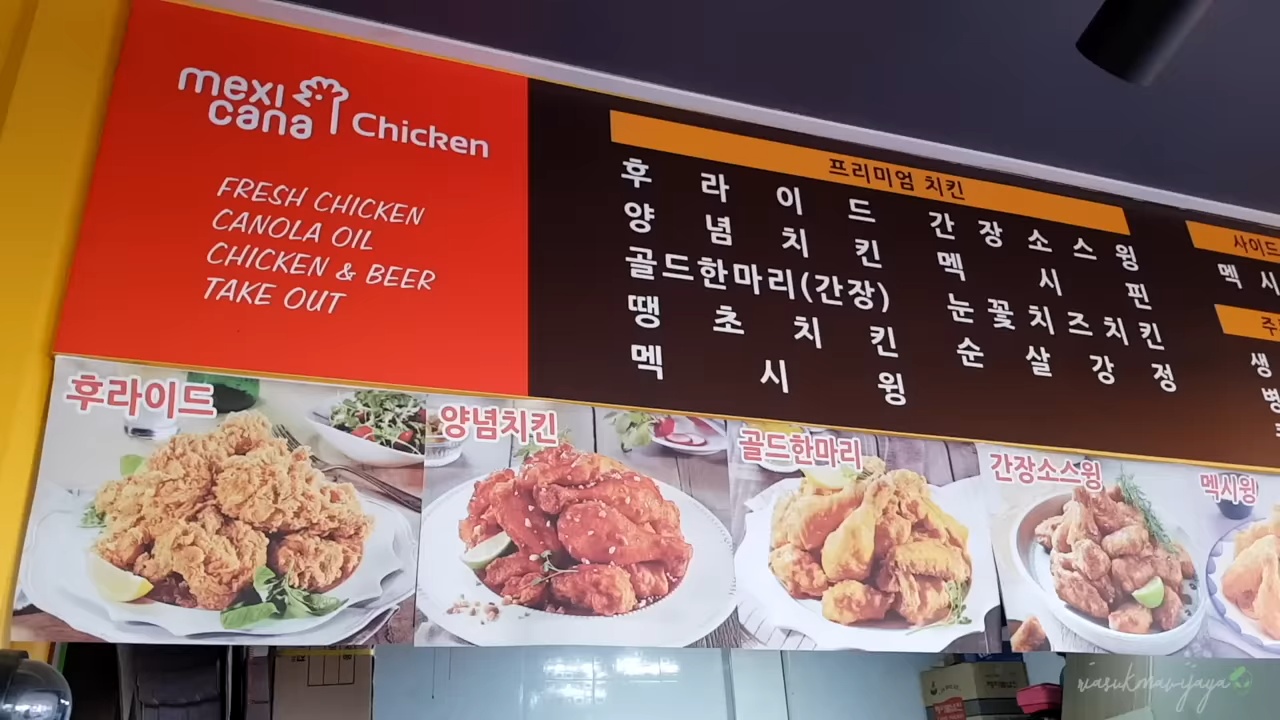 mexi
cana Chicken
FRESH CHICKEN
CANOLA OIL
CHICKEN & BEER
TAKE OUT
프리미엄 치킨
후라이드
양념치킨
골드한마리(간장)
땡초치킨
멕시윙
간장소스윙
멕시핀
눈꽃치즈치킨
순살강정
사이드
멕시
주
생
병
후라이드
양념치킨
골드한마리
간장소스윙
멕시윙
riasukmawijaya